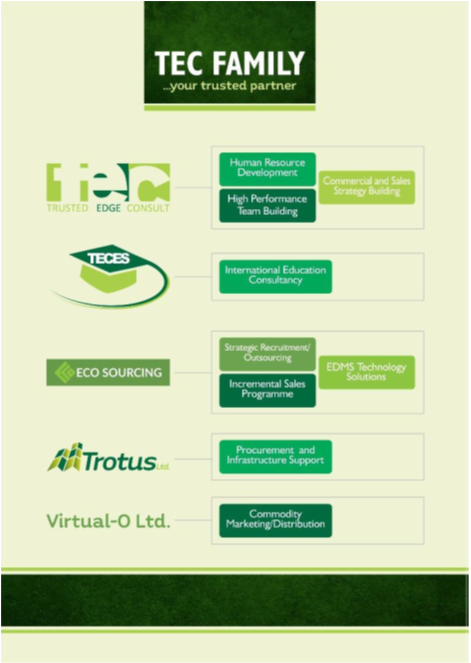 TEC FAMILY
...your trusted partner
tec
TRUSTED EDGE CONSULT
Human Resource
Development
High Performance
Team Building
Commercial and Sales
Strategy Building
TECES
International Education
Consultancy
ECO SOURCING
Strategic Recruitment/
Outsourcing
Incremental Sales
Programme
EDMS Technology
Solutions
Trotus Ltd.
Procurement and
Infrastructure Support
Virtual-O Ltd.
Commodity
Marketing/Distribution